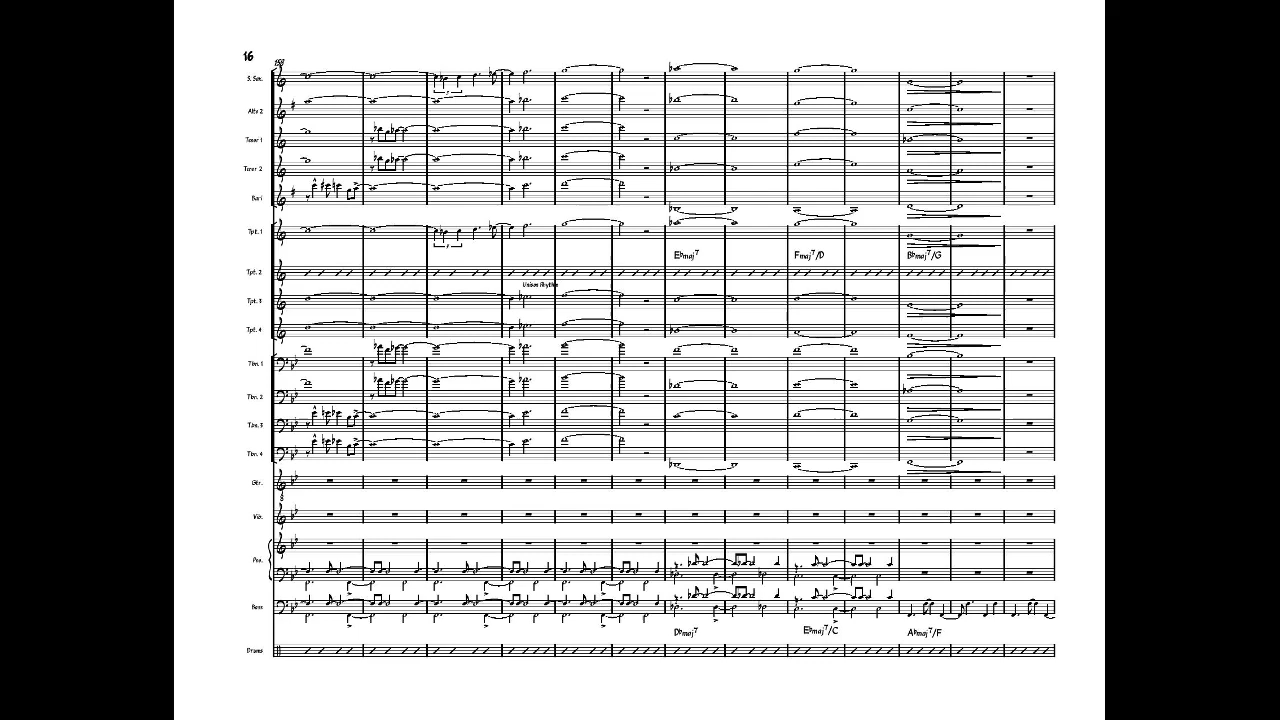 16
S. Sax.
Alto 2
Tenor 1
Tenor 2
Bari
Tpt. 1
E♭maj7 Fmaj7/D B♭maj7/G
Tpt. 2
Unison Rhythm
Tpt. 3
Tpt. 4
Tbn. 1
Tbn. 2
Tbn. 3
Tbn. 4
Gtr.
Vib.
Pno.
Bass
D♭maj7 E♭maj7/C A♭maj7/F
Drums